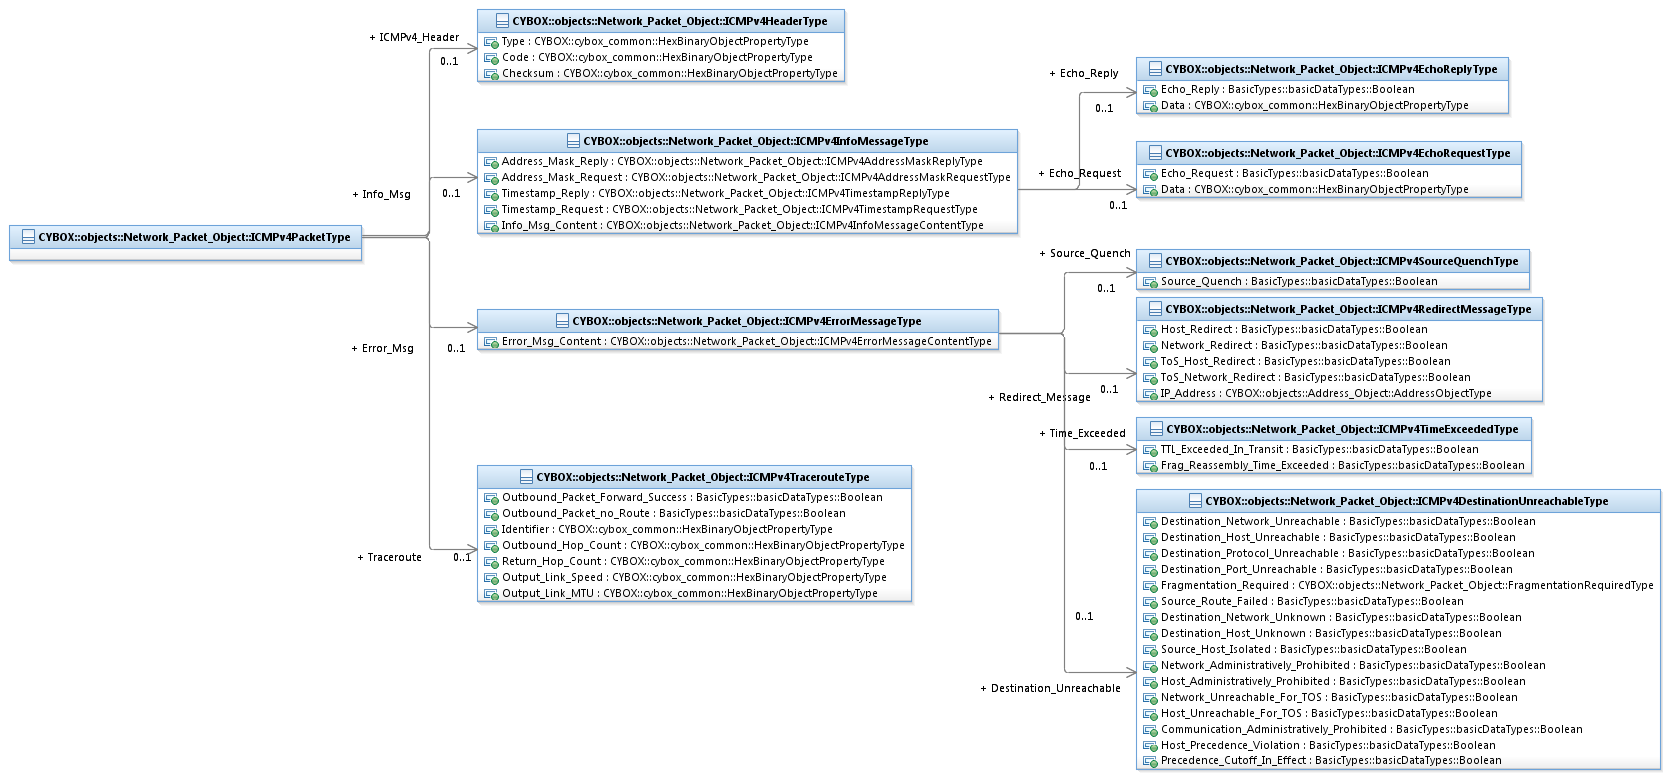 CYBOX::objects::Network_Packet_Object::ICMPv4PacketType
+ ICMPv4_Header
0..1
+ Info_Msg
0..1
+ Error_Msg
0..1
+ Traceroute
0..1
CYBOX::objects::Network_Packet_Object::ICMPv4HeaderType
Type : CYBOX::cybox_common::HexBinaryObjectPropertyType
Code : CYBOX::cybox_common::HexBinaryObjectPropertyType
Checksum : CYBOX::cybox_common::HexBinaryObjectPropertyType
CYBOX::objects::Network_Packet_Object::ICMPv4InfoMessageType
Address_Mask_Reply : CYBOX::objects::Network_Packet_Object::ICMPv4AddressMaskReplyType
Address_Mask_Request : CYBOX::objects::Network_Packet_Object::ICMPv4AddressMaskRequestType
Timestamp_Reply : CYBOX::objects::Network_Packet_Object::ICMPv4TimestampReplyType
Timestamp_Request : CYBOX::objects::Network_Packet_Object::ICMPv4TimestampRequestType
Info_Msg_Content : CYBOX::objects::Network_Packet_Object::ICMPv4InfoMessageContentType
CYBOX::objects::Network_Packet_Object::ICMPv4ErrorMessageType
Error_Msg_Content : CYBOX::objects::Network_Packet_Object::ICMPv4ErrorMessageContentType
CYBOX::objects::Network_Packet_Object::ICMPv4TracerouteType
Outbound_Packet_Forward_Success : BasicTypes::basicDataTypes::Boolean
Outbound_Packet_no_Route : BasicTypes::basicDataTypes::Boolean
Identifier : CYBOX::cybox_common::HexBinaryObjectPropertyType
Outbound_Hop_Count : CYBOX::cybox_common::HexBinaryObjectPropertyType
Return_Hop_Count : CYBOX::cybox_common::HexBinaryObjectPropertyType
Output_Link_Speed : CYBOX::cybox_common::HexBinaryObjectPropertyType
Output_Link_MTU : CYBOX::cybox_common::HexBinaryObjectPropertyType
+ Echo_Reply
0..1
+ Echo_Request
0..1
+ Source_Quench
0..1
+ Redirect_Message
0..1
+ Time_Exceeded
0..1
+ Destination_Unreachable
0..1
CYBOX::objects::Network_Packet_Object::ICMPv4EchoReplyType
Echo_Reply : BasicTypes::basicDataTypes::Boolean
Data : CYBOX::cybox_common::HexBinaryObjectPropertyType
CYBOX::objects::Network_Packet_Object::ICMPv4EchoRequestType
Echo_Request : BasicTypes::basicDataTypes::Boolean
Data : CYBOX::cybox_common::HexBinaryObjectPropertyType
CYBOX::objects::Network_Packet_Object::ICMPv4SourceQuenchType
Source_Quench : BasicTypes::basicDataTypes::Boolean
CYBOX::objects::Network_Packet_Object::ICMPv4RedirectMessageType
Host_Redirect : BasicTypes::basicDataTypes::Boolean
Network_Redirect : BasicTypes::basicDataTypes::Boolean
ToS_Host_Redirect : BasicTypes::basicDataTypes::Boolean
ToS_Network_Redirect : BasicTypes::basicDataTypes::Boolean
IP_Address : CYBOX::objects::Address_Object::AddressObjectType
CYBOX::objects::Network_Packet_Object::ICMPv4TimeExceededType
TTL_Exceeded_In_Transit : BasicTypes::basicDataTypes::Boolean
Frag_Reassembly_Time_Exceeded : BasicTypes::basicDataTypes::Boolean
CYBOX::objects::Network_Packet_Object::ICMPv4DestinationUnreachableType
Destination_Network_Unreachable : BasicTypes::basicDataTypes::Boolean
Destination_Host_Unreachable : BasicTypes::basicDataTypes::Boolean
Destination_Protocol_Unreachable : BasicTypes::basicDataTypes::Boolean
Destination_Port_Unreachable : BasicTypes::basicDataTypes::Boolean
Fragmentation_Required : CYBOX::objects::Network_Packet_Object::FragmentationRequiredType
Source_Route_Failed : BasicTypes::basicDataTypes::Boolean
Destination_Network_Unknown : BasicTypes::basicDataTypes::Boolean
Destination_Host_Unknown : BasicTypes::basicDataTypes::Boolean
Source_Host_Isolated : BasicTypes::basicDataTypes::Boolean
Network_Administratively_Prohibited : BasicTypes::basicDataTypes::Boolean
Host_Administratively_Prohibited : BasicTypes::basicDataTypes::Boolean
Network_Unreachable_For_TOS : BasicTypes::basicDataTypes::Boolean
Host_Unreachable_For_TOS : BasicTypes::basicDataTypes::Boolean
Communication_Administratively_Prohibited : BasicTypes::basicDataTypes::Boolean
Host_Precedence_Violation : BasicTypes::basicDataTypes::Boolean
Precedence_Cutoff_In_Effect : BasicTypes::basicDataTypes::Boolean